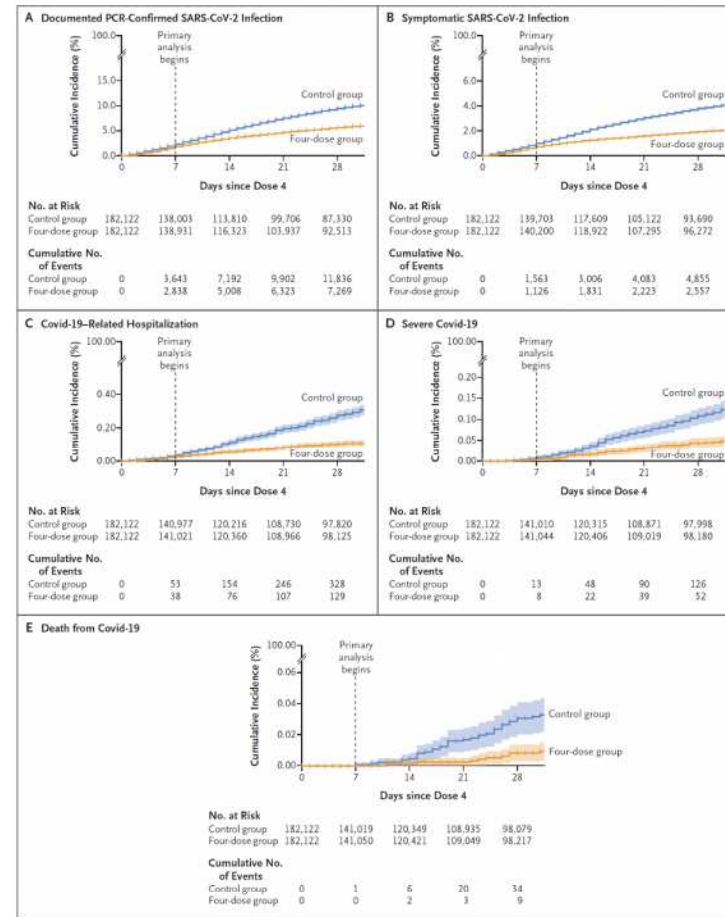 A Documented PCR-Confirmed SARS-CoV-2 Infection
Cumulative Incidence (%)
100.0
15.0
10.0
5.0
0.0
Primary
analysis
begins
Control group
Four-dose group
0 7 14 21 28
Days since Dose 4
No. at Risk
Control group 182,122 138,003 113,810 99,706 87,330
Four-dose group 182,122 138,931 116,323 103,937 92,513
Cumulative No.
of Events
Control group 0 3,643 7,192 9,902 11,836
Four-dose group 0 2,838 5,008 6,323 7,269
B Symptomatic SARS-CoV-2 Infection
Cumulative Incidence (%)
100.0
6.0
4.0
2.0
0.0
Primary
analysis
begins
Control group
Four-dose group
0 7 14 21 28
Days since Dose 4
No. at Risk
Control group 182,122 139,703 117,609 105,122 93,690
Four-dose group 182,122 140,200 118,922 107,295 96,272
Cumulative No.
of Events
Control group 0 1,563 3,006 4,083 4,855
Four-dose group 0 1,126 1,831 2,223 2,557
C Covid-19–Related Hospitalization
Cumulative Incidence (%)
100.00
0.40
0.20
0.00
Primary
analysis
begins
Control group
Four-dose group
0 7 14 21 28
Days since Dose 4
No. at Risk
Control group 182,122 140,977 120,216 108,730 97,820
Four-dose group 182,122 141,021 120,360 108,966 98,125
Cumulative No.
of Events
Control group 0 53 154 246 328
Four-dose group 0 38 76 107 129
D Severe Covid-19
Cumulative Incidence (%)
100.00
0.20
0.15
0.10
0.05
0.00
Primary
analysis
begins
Control group
Four-dose group
0 7 14 21 28
Days since Dose 4
No. at Risk
Control group 182,122 141,010 120,315 108,871 97,998
Four-dose group 182,122 141,044 120,406 109,019 98,180
Cumulative No.
of Events
Control group 0 13 48 90 126
Four-dose group 0 8 22 39 52
E Death from Covid-19
Cumulative Incidence (%)
100.00
0.06
0.04
0.02
0.00
Primary
analysis
begins
Control group
Four-dose group
0 7 14 21 28
Days since Dose 4
No. at Risk
Control group 182,122 141,019 120,349 108,935 98,079
Four-dose group 182,122 141,050 120,421 109,049 98,217
Cumulative No.
of Events
Control group 0 1 6 20 34
Four-dose group 0 0 2 3 9